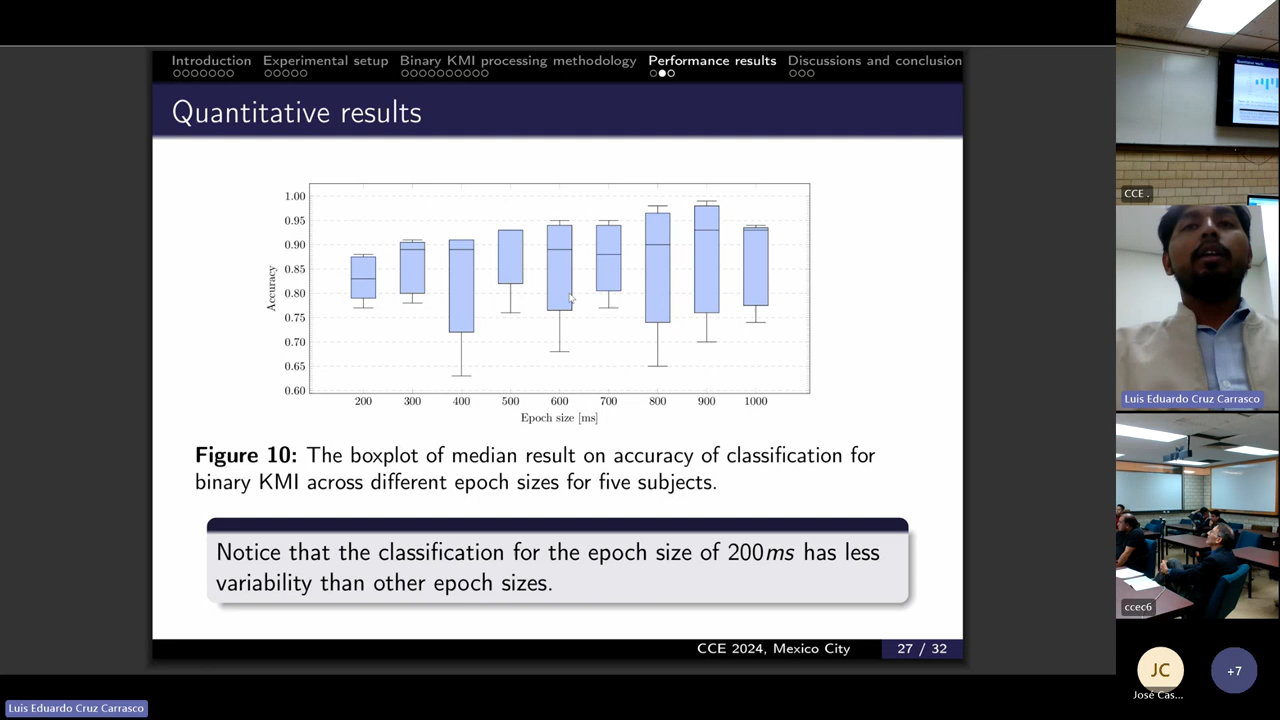 Introduction Experimental setup Binary KMI processing methodology Performance results Discussions and conclusion
Quantitative results
1.00
0.95
0.90
0.85
0.80
0.75
0.70
0.65
0.60
Accuracy
200 300 400 500 600 700 800 900 1000
Epoch size [ms]
Figure 10: The boxplot of median result on accuracy of classification for
binary KMI across different epoch sizes for five subjects.
Notice that the classification for the epoch size of 200ms has less
variability than other epoch sizes.
CCE 2024, Mexico City 27 / 32
Luis Eduardo Cruz Carrasco
CCE .
Luis Eduardo Cruz Carrasco
ccec6
JC
José Cas...
+7